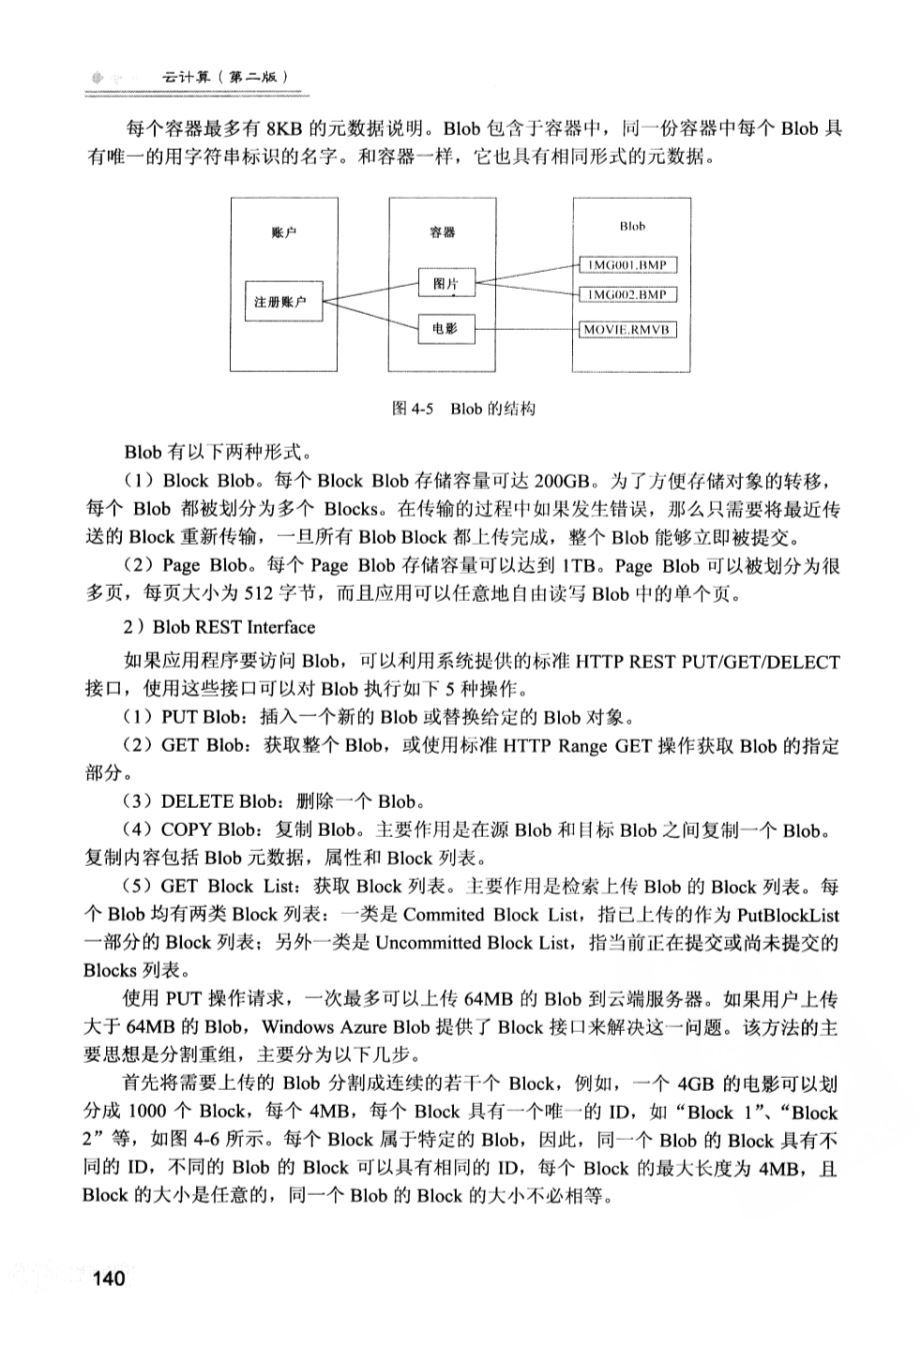 云计算（第二版）
每个容器最多有 8KB 的元数据说明。Blob 包含于容器中，同一份容器中每个 Blob 具
有唯一的用字符串标识的名字。和容器一样，它也具有相同形式的元数据。
账户
容器
Blob
注册账户
图片
电影
IMG001.BMP
IMG002.BMP
MOVIE.RMVB
图 4-5 Blob 的结构
Blob 有以下两种形式。
（1）Block Blob。每个 Block Blob 存储容量可达 200GB。为了方便存储对象的转移，
每个 Blob 都被划分为多个 Blocks。在传输的过程中如果发生错误，那么只需要将最近传
送的 Block 重新传输，一旦所有 Blob Block 都上传完成，整个 Blob 能够立即被提交。
（2）Page Blob。每个 Page Blob 存储容量可以达到 1TB。Page Blob 可以被划分为很
多页，每页大小为 512 字节，而且应用可以任意地自由读写 Blob 中的单个页。
2）Blob REST Interface
如果应用程序要访问 Blob，可以利用系统提供的标准 HTTP REST PUT/GET/DELECT
接口，使用这些接口可以对 Blob 执行如下 5 种操作。
（1）PUT Blob：插入一个新的 Blob 或替换给定的 Blob 对象。
（2）GET Blob：获取整个 Blob，或使用标准 HTTP Range GET 操作获取 Blob 的指定
部分。
（3）DELETE Blob：删除一个 Blob。
（4）COPY Blob：复制 Blob。主要作用是在源 Blob 和目标 Blob 之间复制一个 Blob。
复制内容包括 Blob 元数据，属性和 Block 列表。
（5）GET Block List：获取 Block 列表。主要作用是检索上传 Blob 的 Block 列表。每
个 Blob 均有两类 Block 列表：一类是 Commited Block List，指已上传的作为 PutBlockList
一部分的 Block 列表；另外一类是 Uncommitted Block List，指当前正在提交或尚未提交的
Blocks 列表。
使用 PUT 操作请求，一次最多可以上传 64MB 的 Blob 到云端服务器。如果用户上传
大于 64MB 的 Blob，Windows Azure Blob 提供了 Block 接口来解决这一问题。该方法的主
要思想是分割重组，主要分为以下几步。
首先将需要上传的 Blob 分割成连续的若干个 Block，例如，一个 4GB 的电影可以划
分成 1000 个 Block，每个 4MB，每个 Block 具有一个唯一的 ID，如“Block 1”、“Block
2”等，如图 4-6 所示。每个 Block 属于特定的 Blob，因此，同一个 Blob 的 Block 具有不
同的 ID，不同的 Blob 的 Block 可以具有相同的 ID，每个 Block 的最大长度为 4MB，且
Block 的大小是任意的，同一个 Blob 的 Block 的大小不必相等。
140